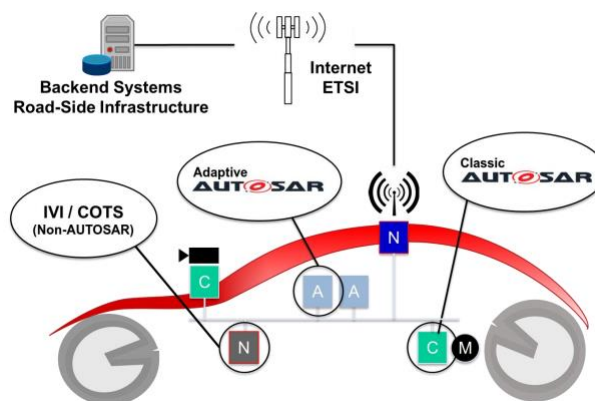 Backend Systems
Road-Side Infrastructure
Internet
ETSI
Adaptive
AUTOSAR
Classic
AUTOSAR
IVI / COTS
(Non-AUTOSAR)
N
C
A
A
N
C
M